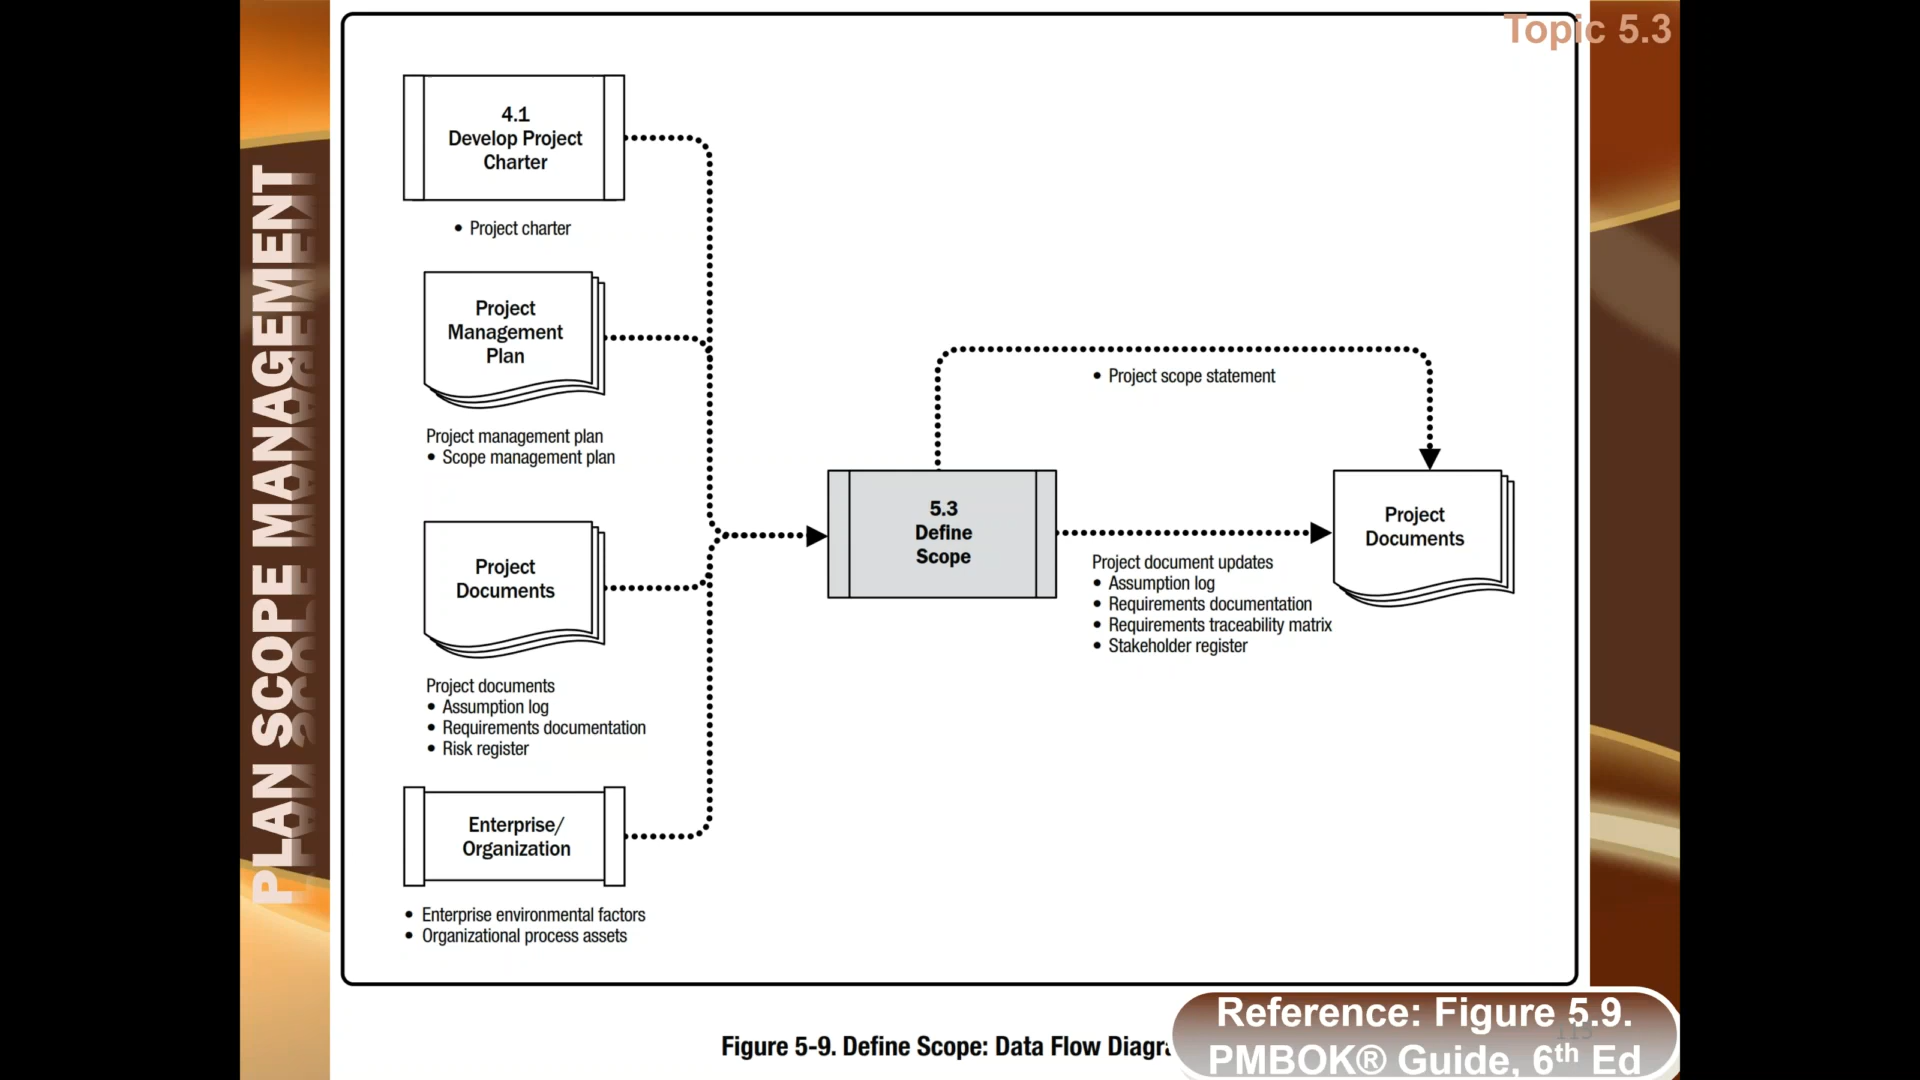 Topic 5.3
PLAN SCOPE MANAGEMENT
4.1
Develop Project
Charter
• Project charter
Project
Management
Plan
Project management plan
• Scope management plan
Project
Documents
Project documents
• Assumption log
• Requirements documentation
• Risk register
Enterprise/
Organization
• Enterprise environmental factors
• Organizational process assets
5.3
Define
Scope
• Project scope statement
Project document updates
• Assumption log
• Requirements documentation
• Requirements traceability matrix
• Stakeholder register
Project
Documents
Figure 5-9. Define Scope: Data Flow
Reference: Figure 5.9.
PMBOK® Guide, 6th Ed